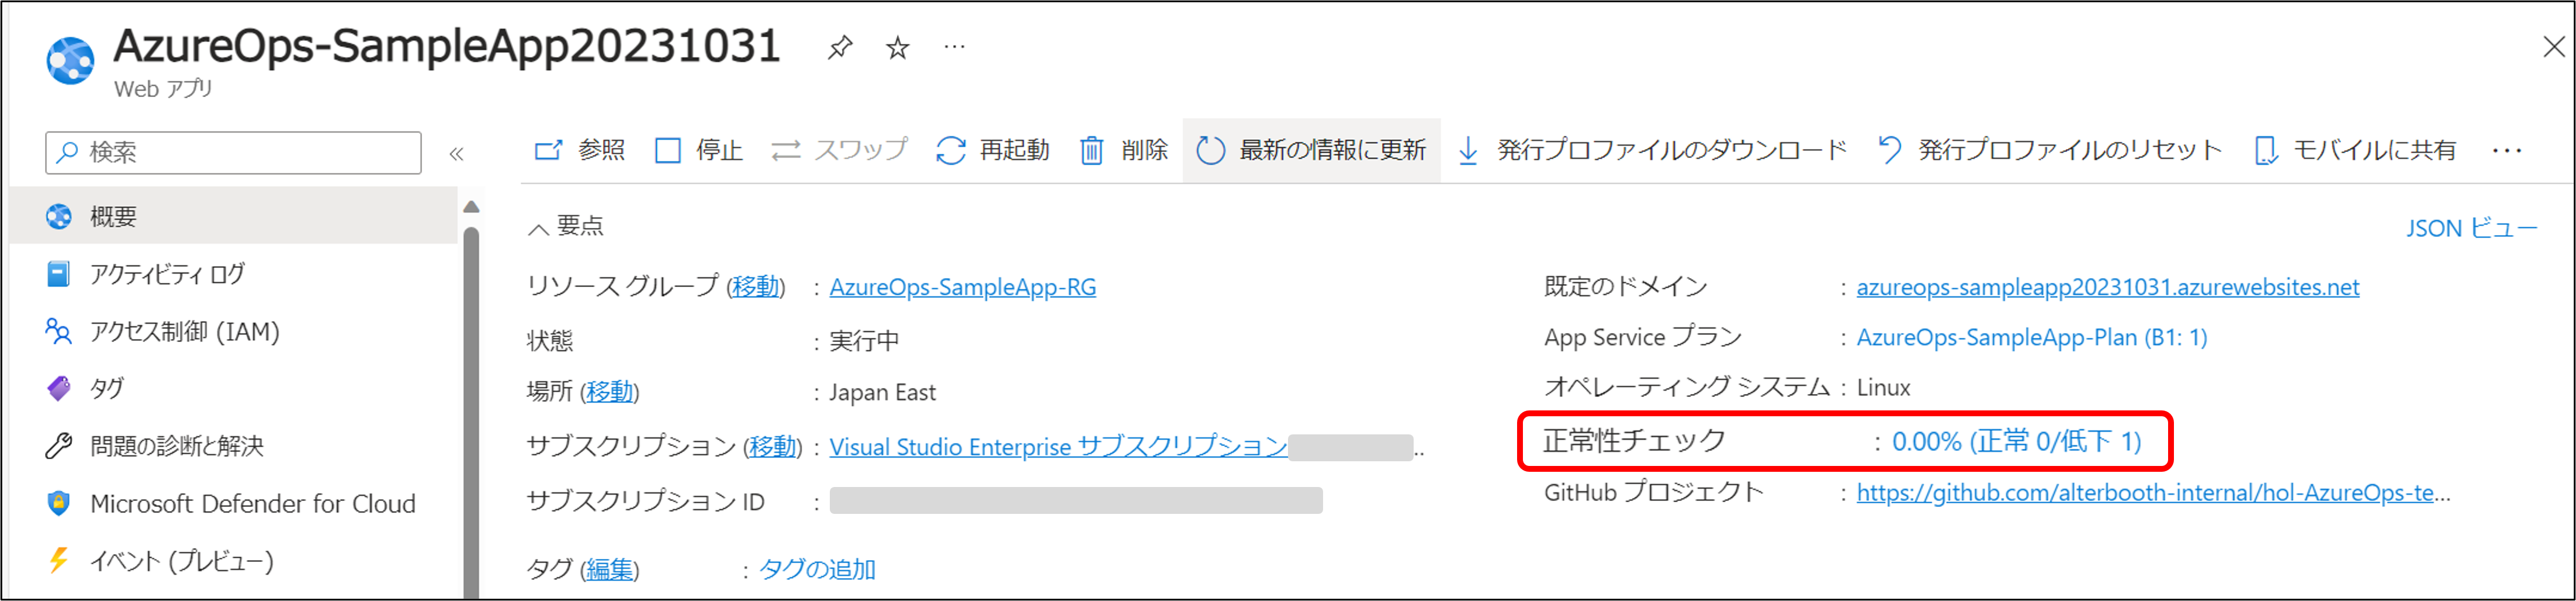 AzureOps-SampleApp20231031
Web アプリ
検索
参照 停止 スワップ 再起動 削除 最新の情報に更新 発行プロファイルのダウンロード 発行プロファイルのリセット モバイルに共有 ...
概要
アクティビティ ログ
アクセス制御 (IAM)
タグ
問題の診断と解決
Microsoft Defender for Cloud
イベント (プレビュー)
要点
JSON ビュー
リソース グループ (移動) : AzureOps-SampleApp-RG
状態 : 実行中
場所 (移動) : Japan East
サブスクリプション (移動) : Visual Studio Enterprise サブスクリプション ..
サブスクリプション ID :
タグ (編集) : タグの追加
既定のドメイン : azureops-sampleapp20231031.azurewebsites.net
App Service プラン : AzureOps-SampleApp-Plan (B1: 1)
オペレーティング システム : Linux
正常性チェック : 0.00% (正常 0/低下 1)
GitHub プロジェクト : https://github.com/alterbooth-internal/hol-AzureOps-te...